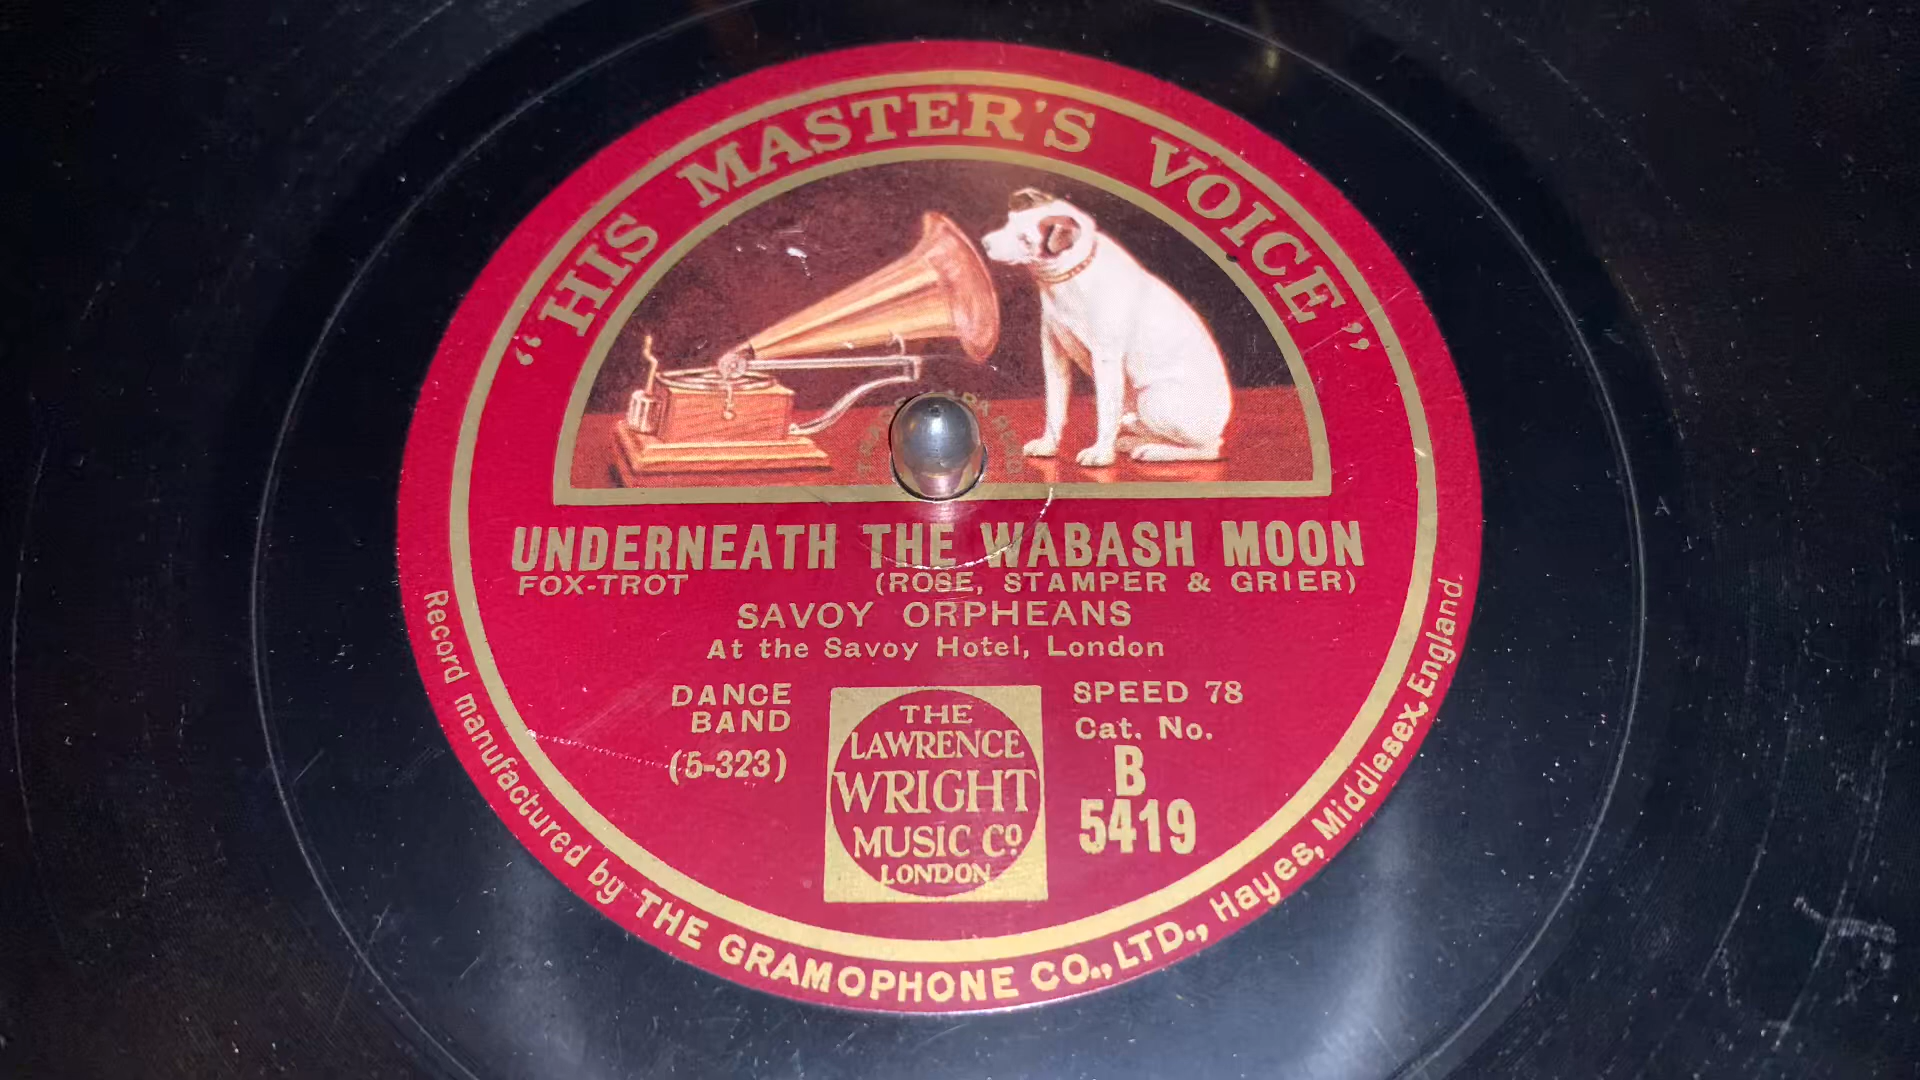 “HIS MASTER'S VOICE”
UNDERNEATH THE WABASH MOON
FOX-TROT (ROSE, STAMPER & GRIER)
SAVOY ORPHEANS
At the Savoy Hotel, London
DANCE
BAND
(5-323)
THE
LAWRENCE
WRIGHT
MUSIC Cº
LONDON
SPEED 78
Cat. No.
B
5419
Record manufactured by THE GRAMOPHONE CO., LTD., Hayes, Middlesex, England.
A